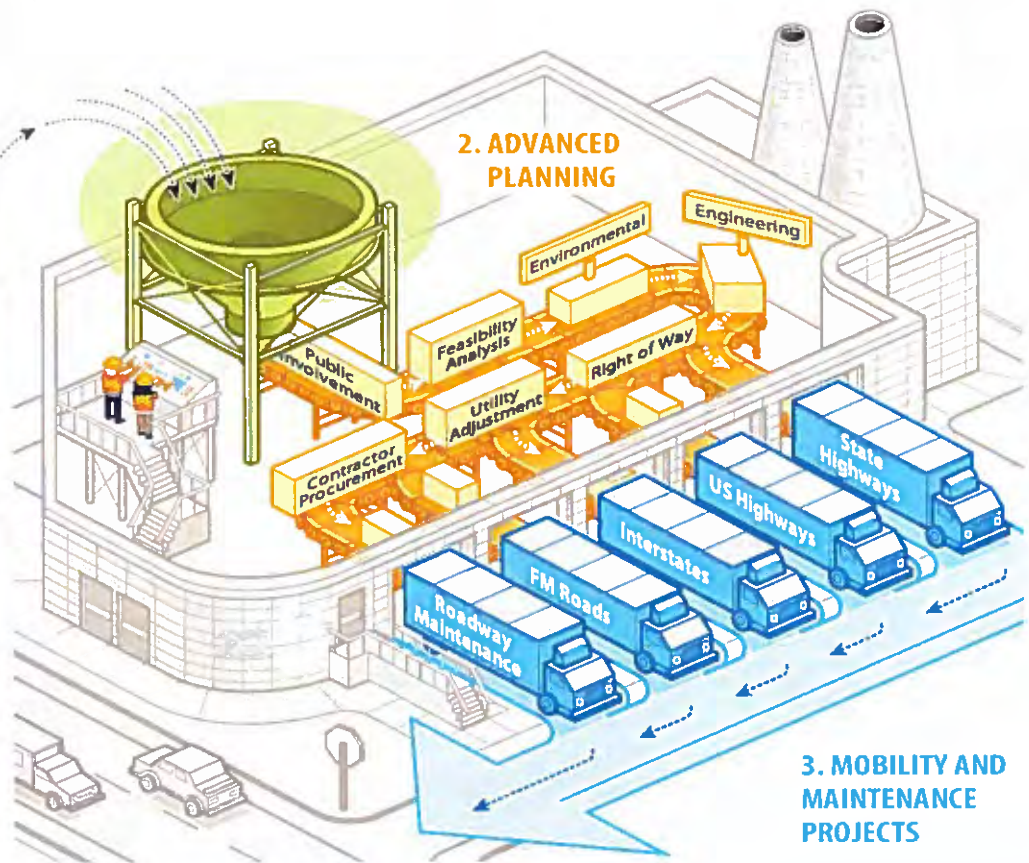 2. ADVANCED
PLANNING
Public
Involvement
Feasibility
Analysis
Environmental
Engineering
Right of Way
Utility
Adjustment
Contractor
Procurement
State
Highways
US Highways
Interstates
FM Roads
Roadway
Maintenance
3. MOBILITY AND
MAINTENANCE
PROJECTS